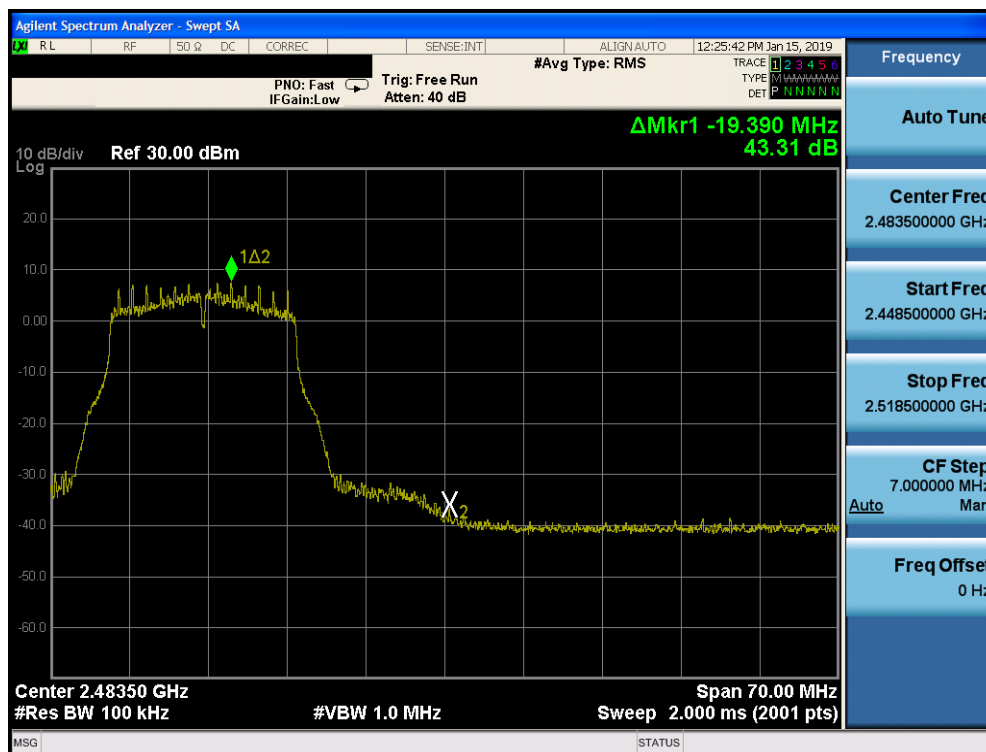 Agilent Spectrum Analyzer - Swept SA
LXI RL RF 50 Ω DC CORREC SENSE:INT ALIGN AUTO 12:25:42 PM Jan 15, 2019
PNO: Fast
IFGain:Low
Trig: Free Run
Atten: 40 dB
#Avg Type: RMS
TRACE 1 2 3 4 5 6
TYPE M WWWWW
DET P N N N N N
ΔMkr1 -19.390 MHz
43.31 dB
10 dB/div Ref 30.00 dBm
Log
20.0
10.0
0.00
-10.0
-20.0
-30.0
-40.0
-50.0
-60.0
1Δ2
X2
Center 2.48350 GHz Span 70.00 MHz
#Res BW 100 kHz #VBW 1.0 MHz Sweep 2.000 ms (2001 pts)
MSG STATUS
Frequency
Auto Tune
Center Freq
2.483500000 GHz
Start Freq
2.448500000 GHz
Stop Freq
2.518500000 GHz
CF Step
7.000000 MHz
Auto Man
Freq Offset
0 Hz